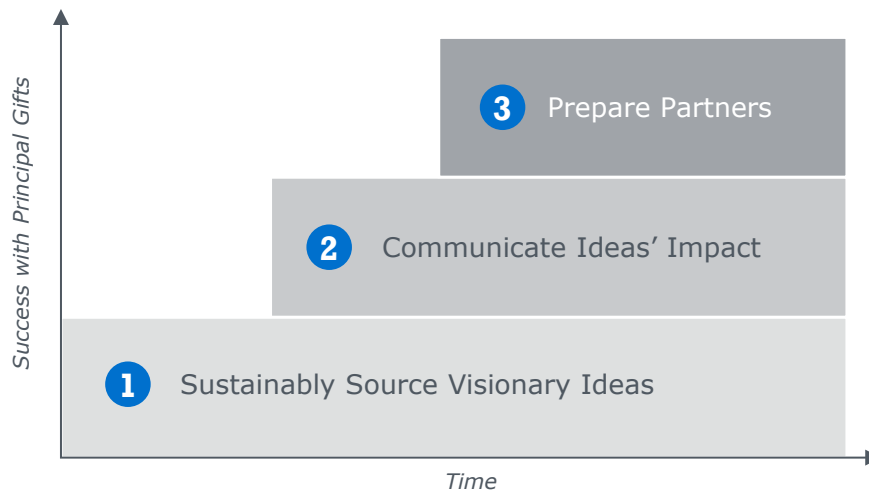 Success with Principal Gifts
3 Prepare Partners
2 Communicate Ideas’ Impact
1 Sustainably Source Visionary Ideas
Time